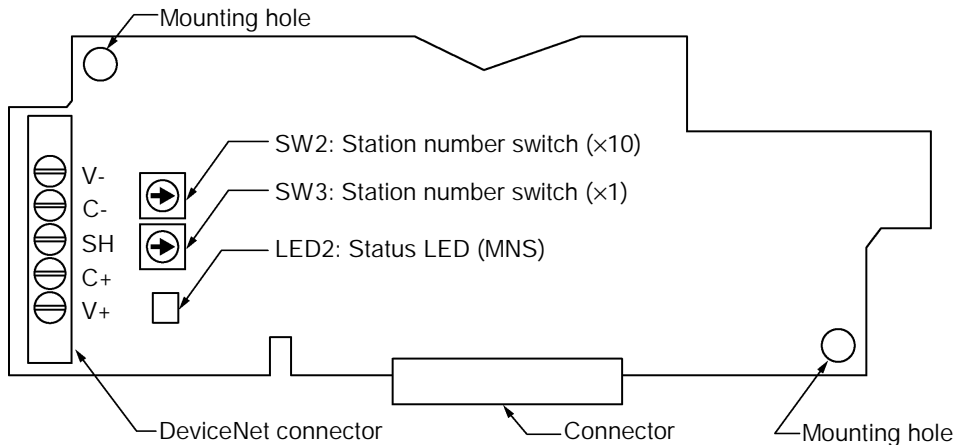 Mounting hole
SW2: Station number switch (×10)
V-
SW3: Station number switch (×1)
C-
SH
LED2: Status LED (MNS)
C+
V+
DeviceNet connector
Connector
Mounting hole